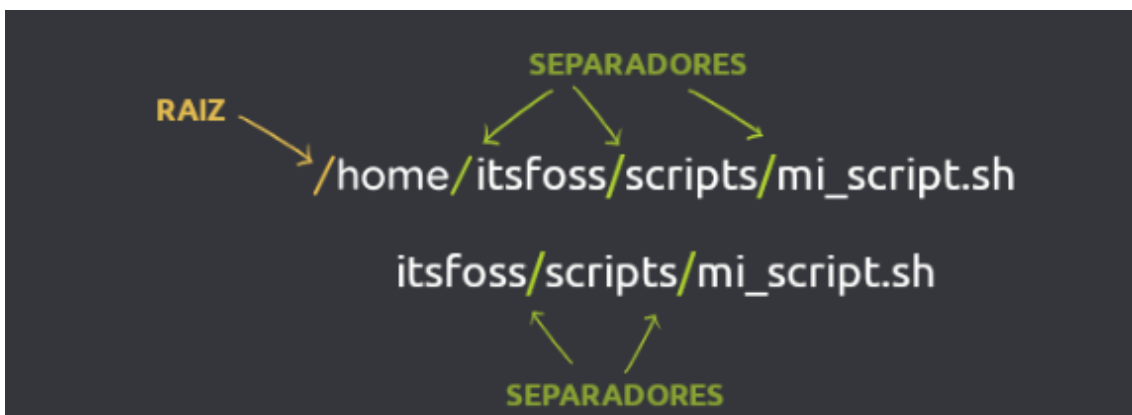 SEPARADORES
RAIZ
/home/itsfoss/scripts/mi_script.sh
itsfoss/scripts/mi_script.sh
SEPARADORES